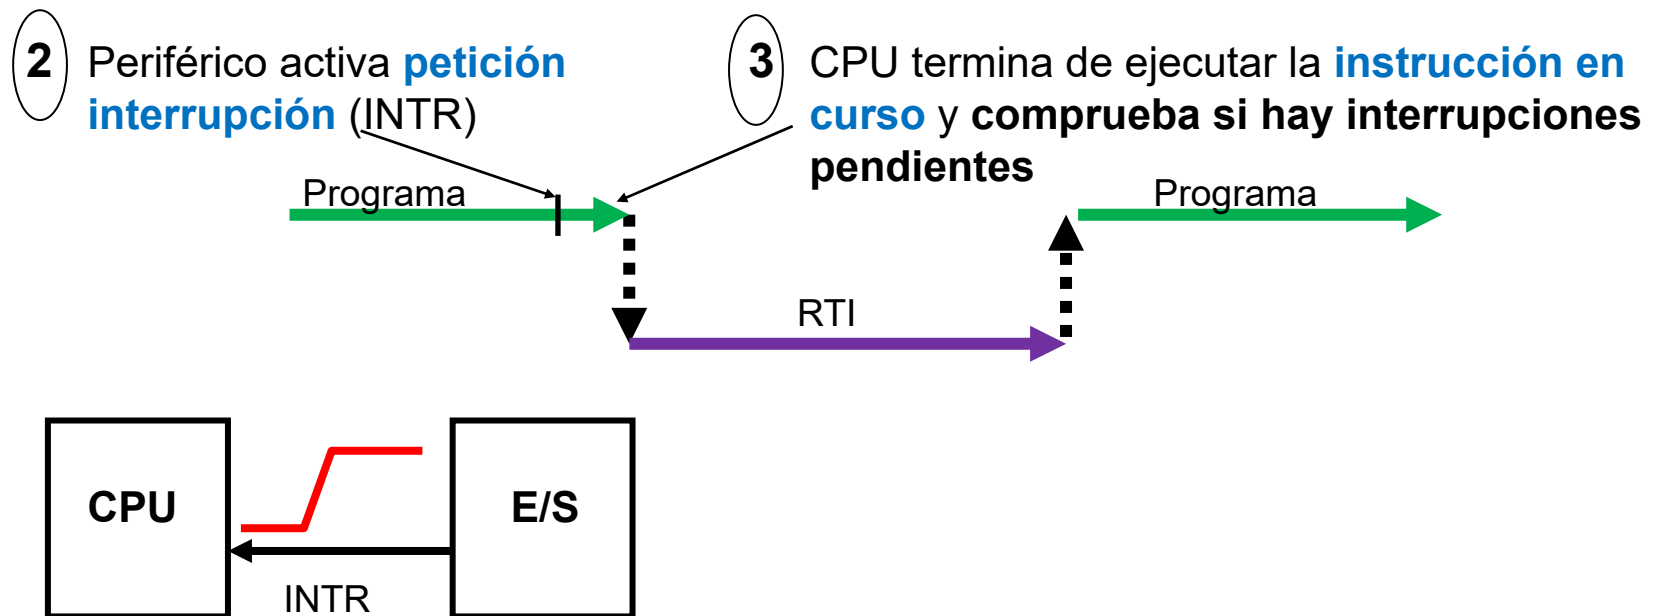 2 Periférico activa petición
interrupción (INTR)
3 CPU termina de ejecutar la instrucción en
curso y comprueba si hay interrupciones
pendientes
Programa
Programa
RTI
CPU
E/S
INTR